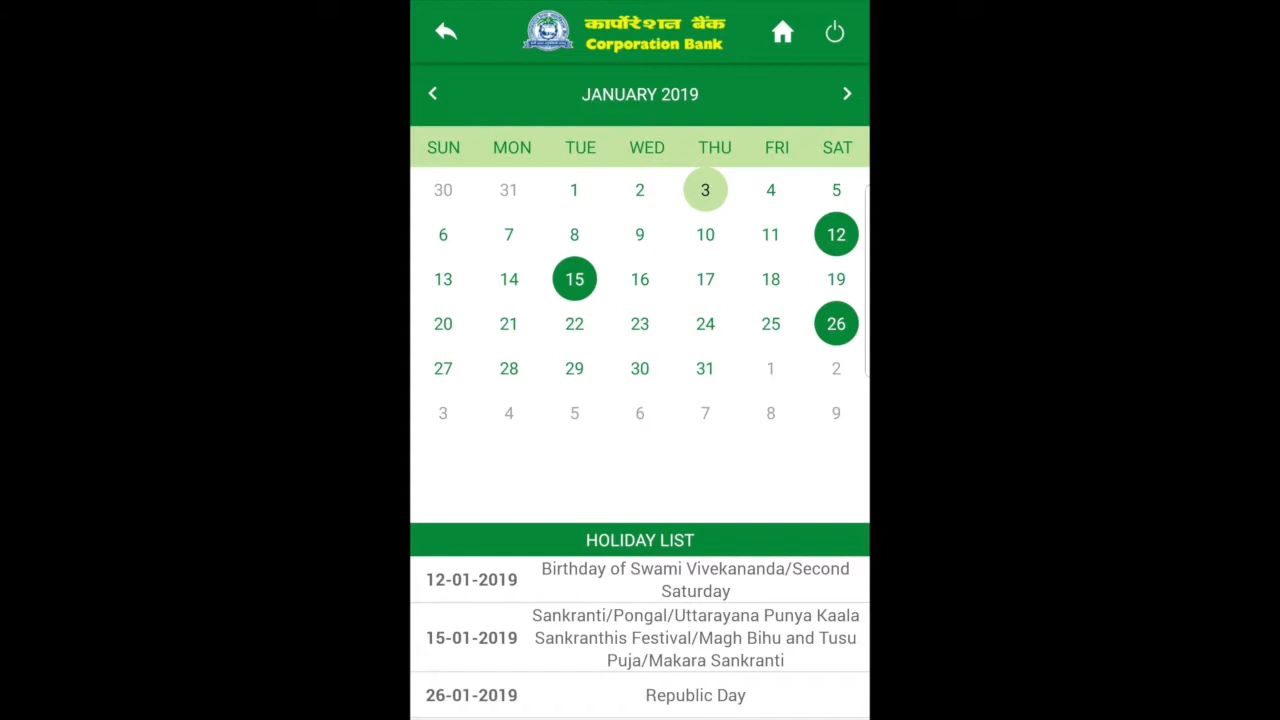 कार्पोरेशन बैंक
Corporation Bank
JANUARY 2019
SUN MON TUE WED THU FRI SAT
30 31 1 2 3 4 5
6 7 8 9 10 11 12
13 14 15 16 17 18 19
20 21 22 23 24 25 26
27 28 29 30 31 1 2
3 4 5 6 7 8 9
HOLIDAY LIST
12-01-2019 Birthday of Swami Vivekananda/Second
Saturday
Sankranti/Pongal/Uttarayana Punya Kaala
15-01-2019 Sankranthis Festival/Magh Bihu and Tusu
Puja/Makara Sankranti
26-01-2019 Republic Day